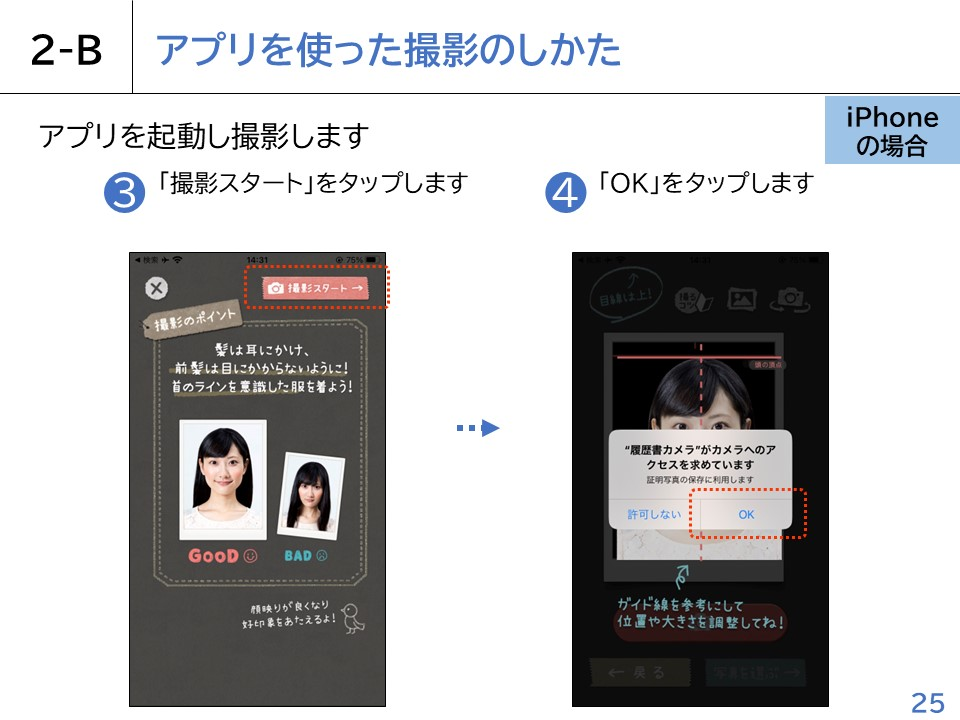 2-B
アプリを使った撮影のしかた
iPhone
の場合
アプリを起動し撮影します
3 「撮影スタート」をタップします
4 「OK」をタップします
検索
14:31
75%
撮影スタート →
撮影のポイント
髪は耳にかけ、
前髪は目にかからないように!
首のラインを意識した服を着よう!
GOOD
BAD
顔映りが良くなり
好印象をあたえるよ!
検索
14:31
75%
目線は上!
撮るコツ
頭の頂点
“履歴書カメラ”がカメラへのア
クセスを求めています
証明写真の保存に利用します
許可しない
OK
ガイド線を参考にして
位置や大きさを調整してね!
← 戻る
写真を選ぶ →
25